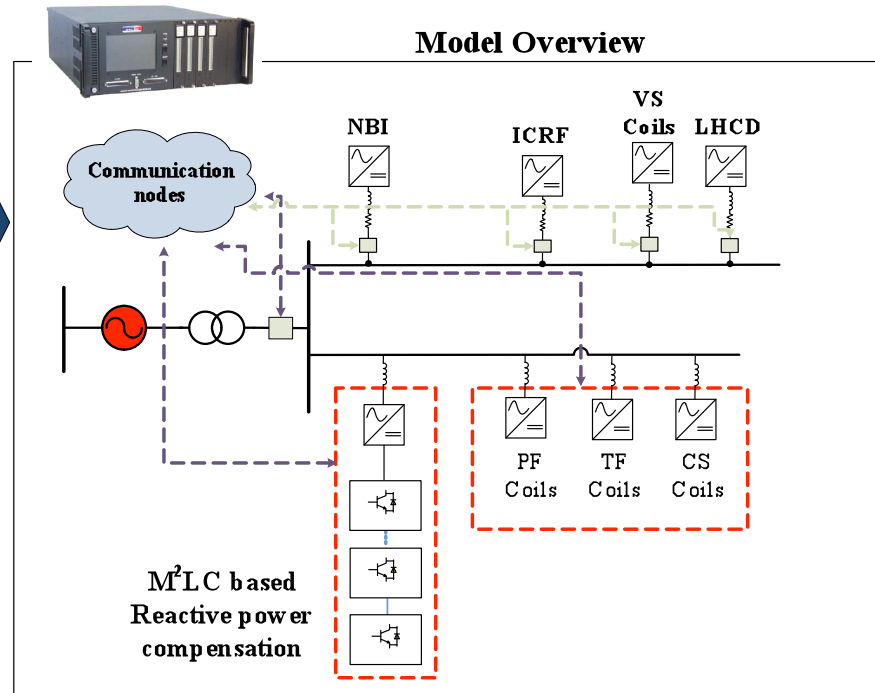 Model Overview
NBI
ICRF
VS
Coils
LHCD
Communication
nodes
PF
Coils
TF
Coils
CS
Coils
M²LC based
Reactive power
compensation